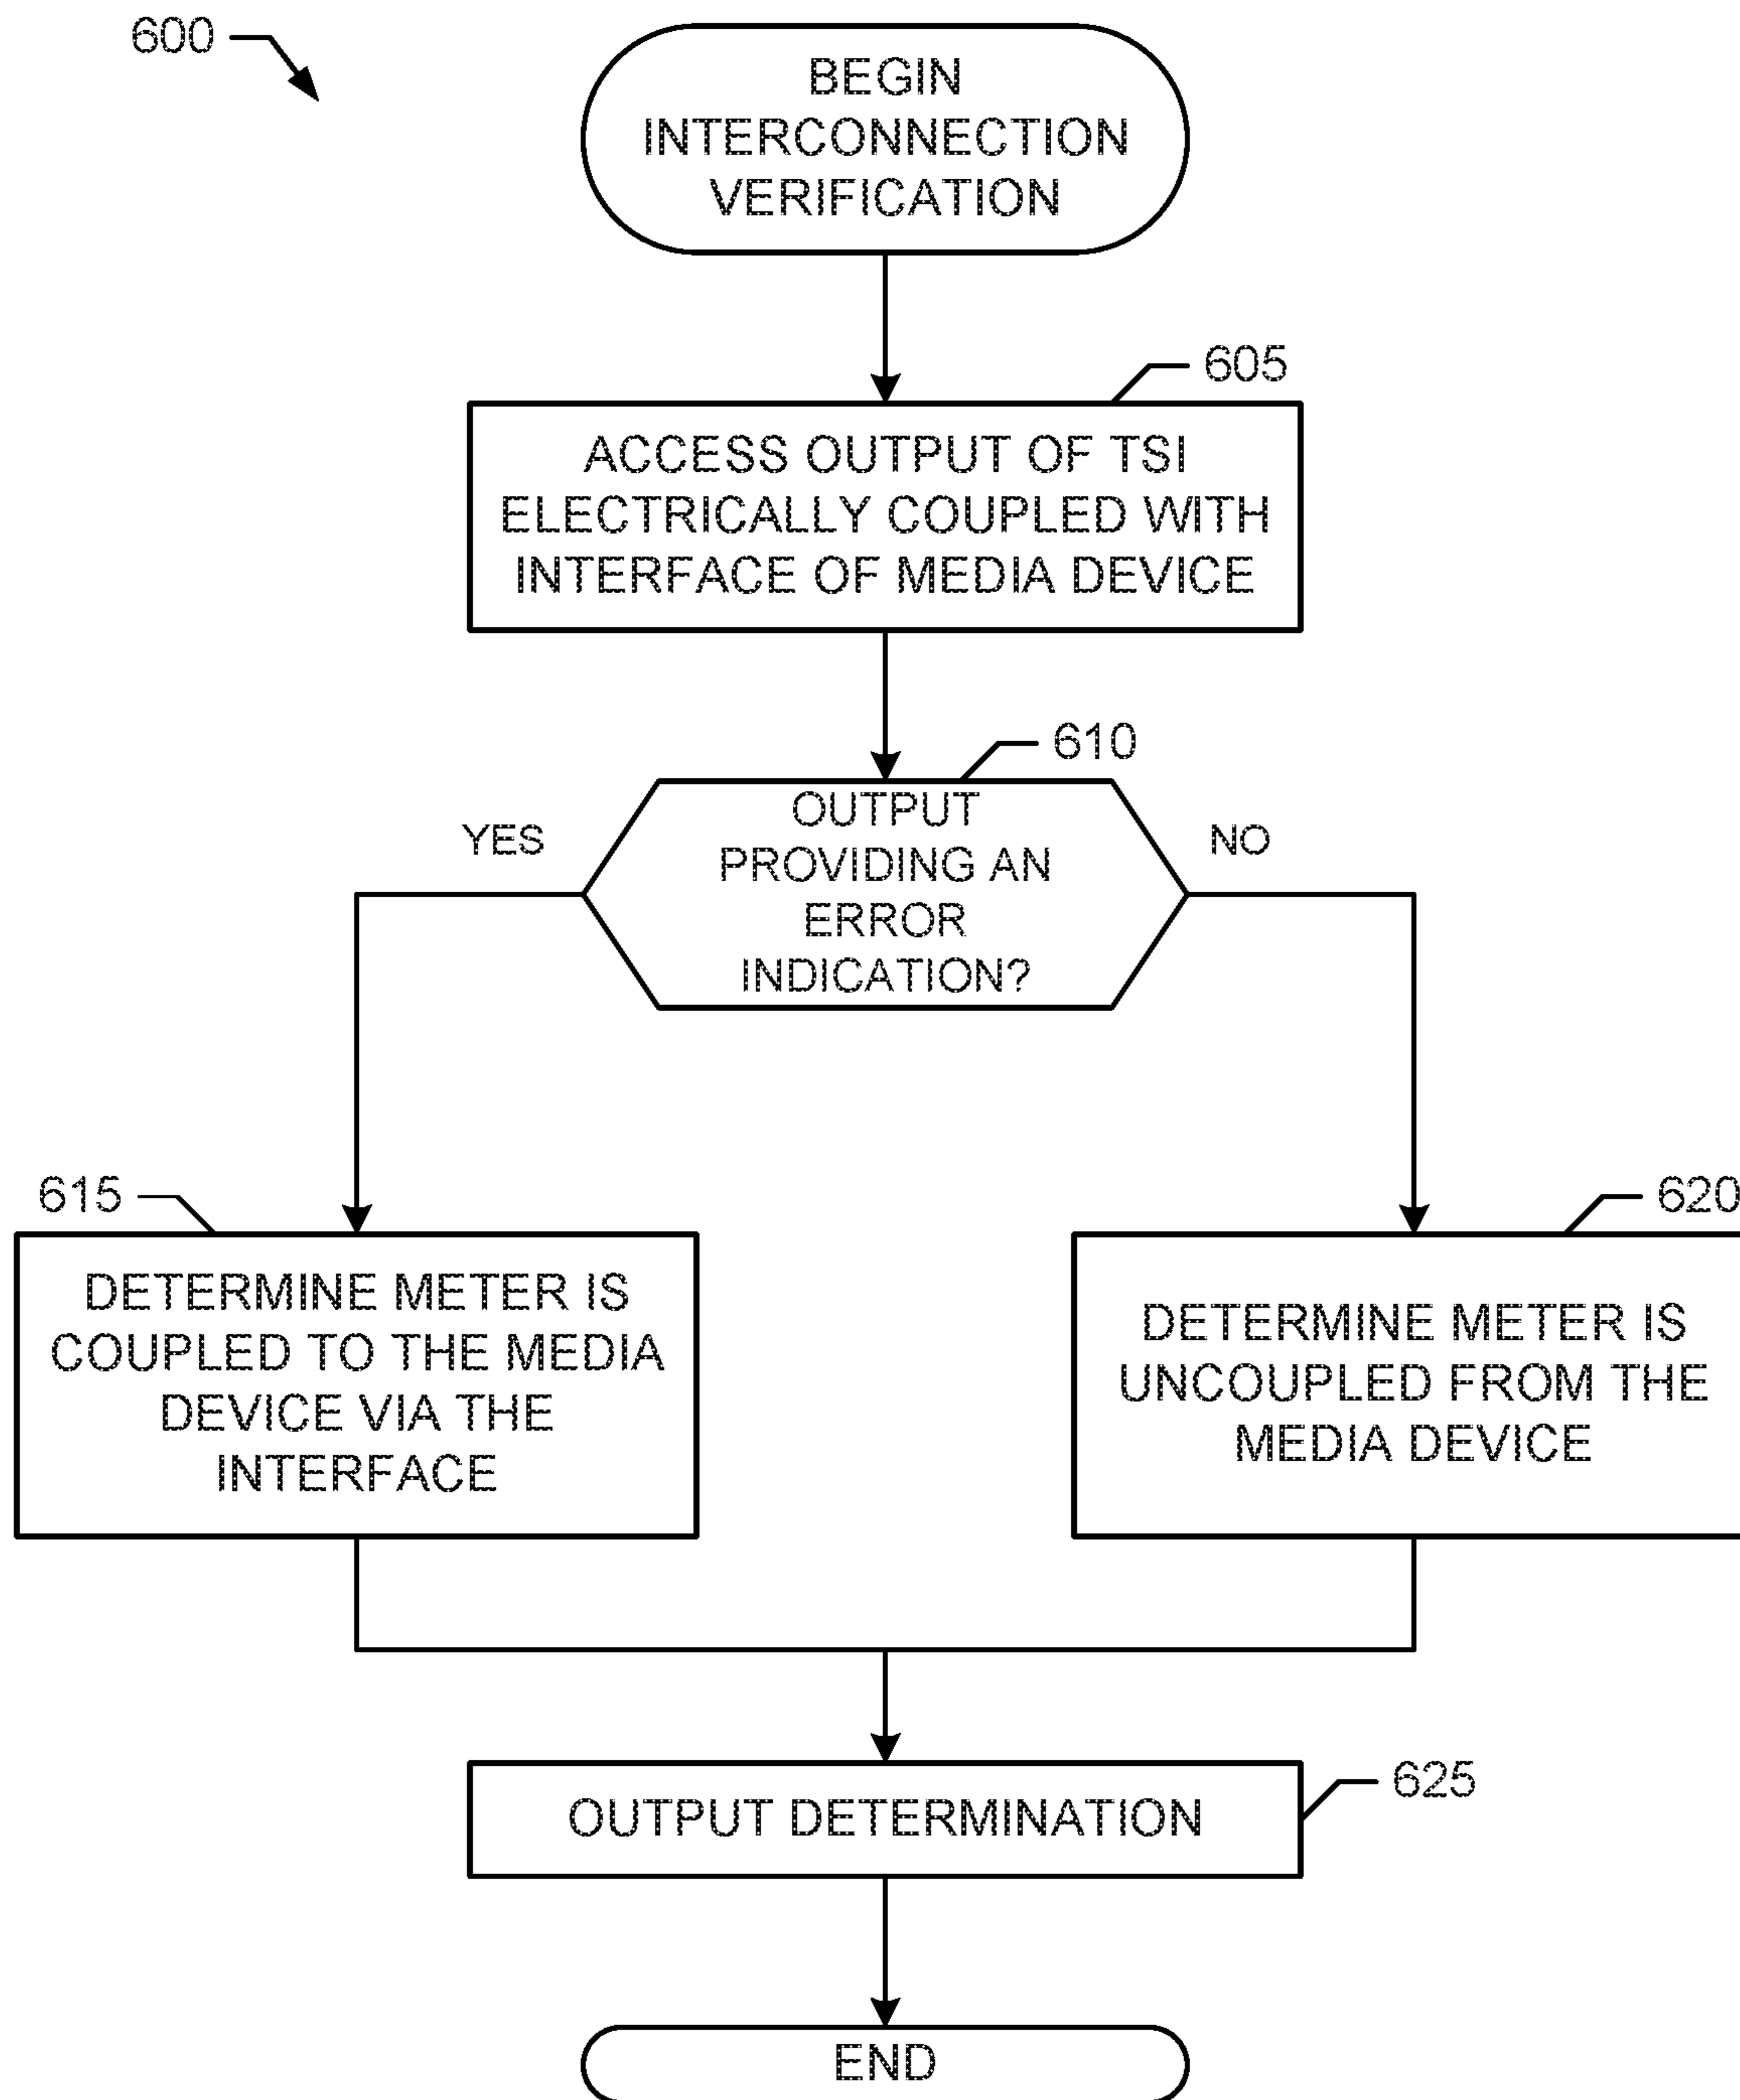 600
BEGIN
INTERCONNECTION
VERIFICATION
605
ACCESS OUTPUT OF TSI
ELECTRICALLY COUPLED WITH
INTERFACE OF MEDIA DEVICE
610
OUTPUT
PROVIDING AN
ERROR
INDICATION?
YES
NO
615
DETERMINE METER IS
COUPLED TO THE MEDIA
DEVICE VIA THE
INTERFACE
620
DETERMINE METER IS
UNCOUPLED FROM THE
MEDIA DEVICE
625
OUTPUT DETERMINATION
END